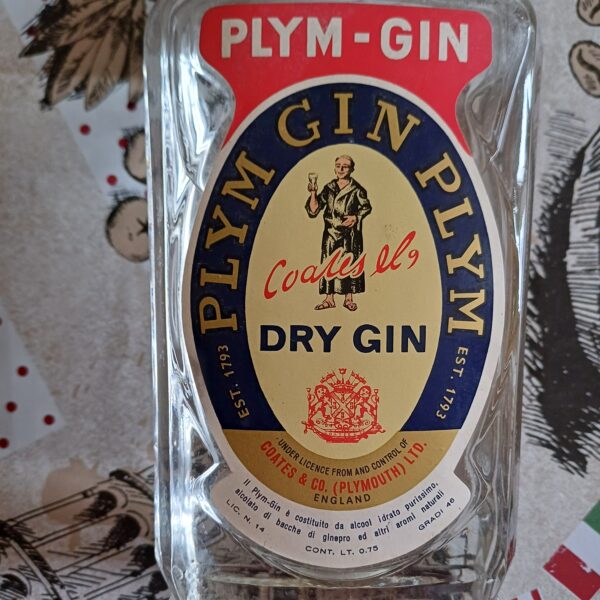 PLYM-GIN
PLYM GIN PLYM
Coates & Co
DRY GIN
EST. 1793
EST. 1793
UNDER LICENCE FROM AND CONTROL OF
COATES & CO. (PLYMOUTH) LTD.
ENGLAND
Il Plym-Gin è costituito da alcool idrato purissimo,
alcolato di bacche di ginepro ed altri aromi naturali
LIC. N. 14
CONT. LT. 0.75
GRADI 46